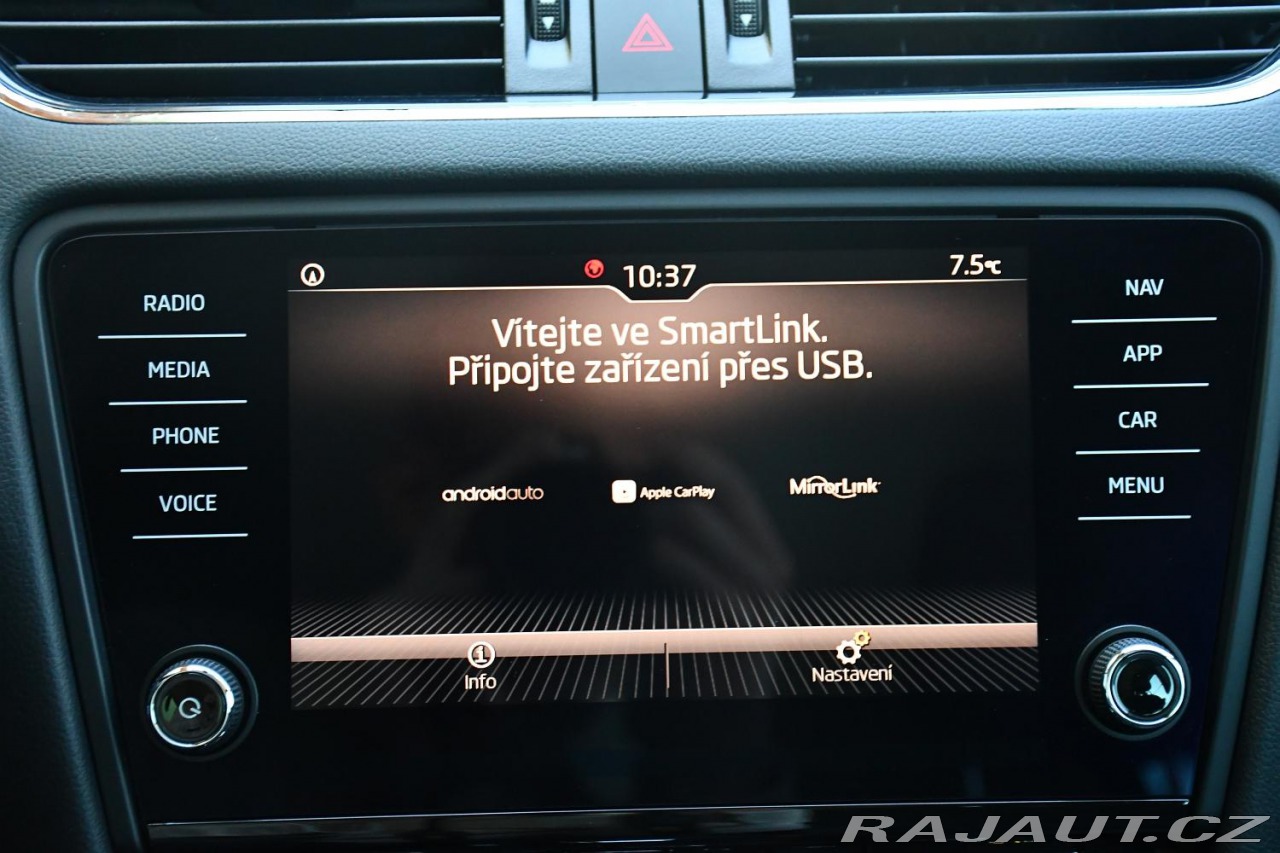 10:37
7.5°C
RADIO
MEDIA
PHONE
VOICE
Vítejte ve SmartLink.
Připojte zařízení přes USB.
androidauto
Apple CarPlay
MirrorLink
Info
Nastavení
NAV
APP
CAR
MENU
RAJAUT.CZ